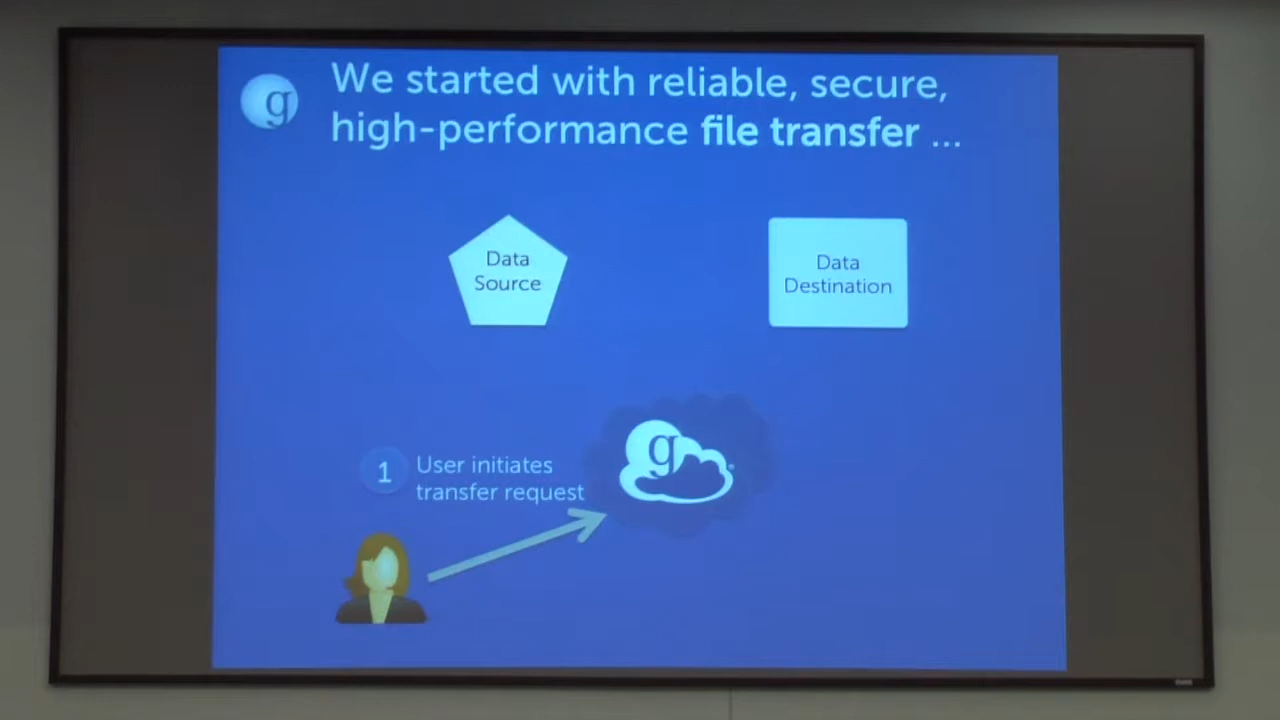 g
We started with reliable, secure,
high-performance file transfer ...
Data
Source
Data
Destination
g
1
User initiates
transfer request